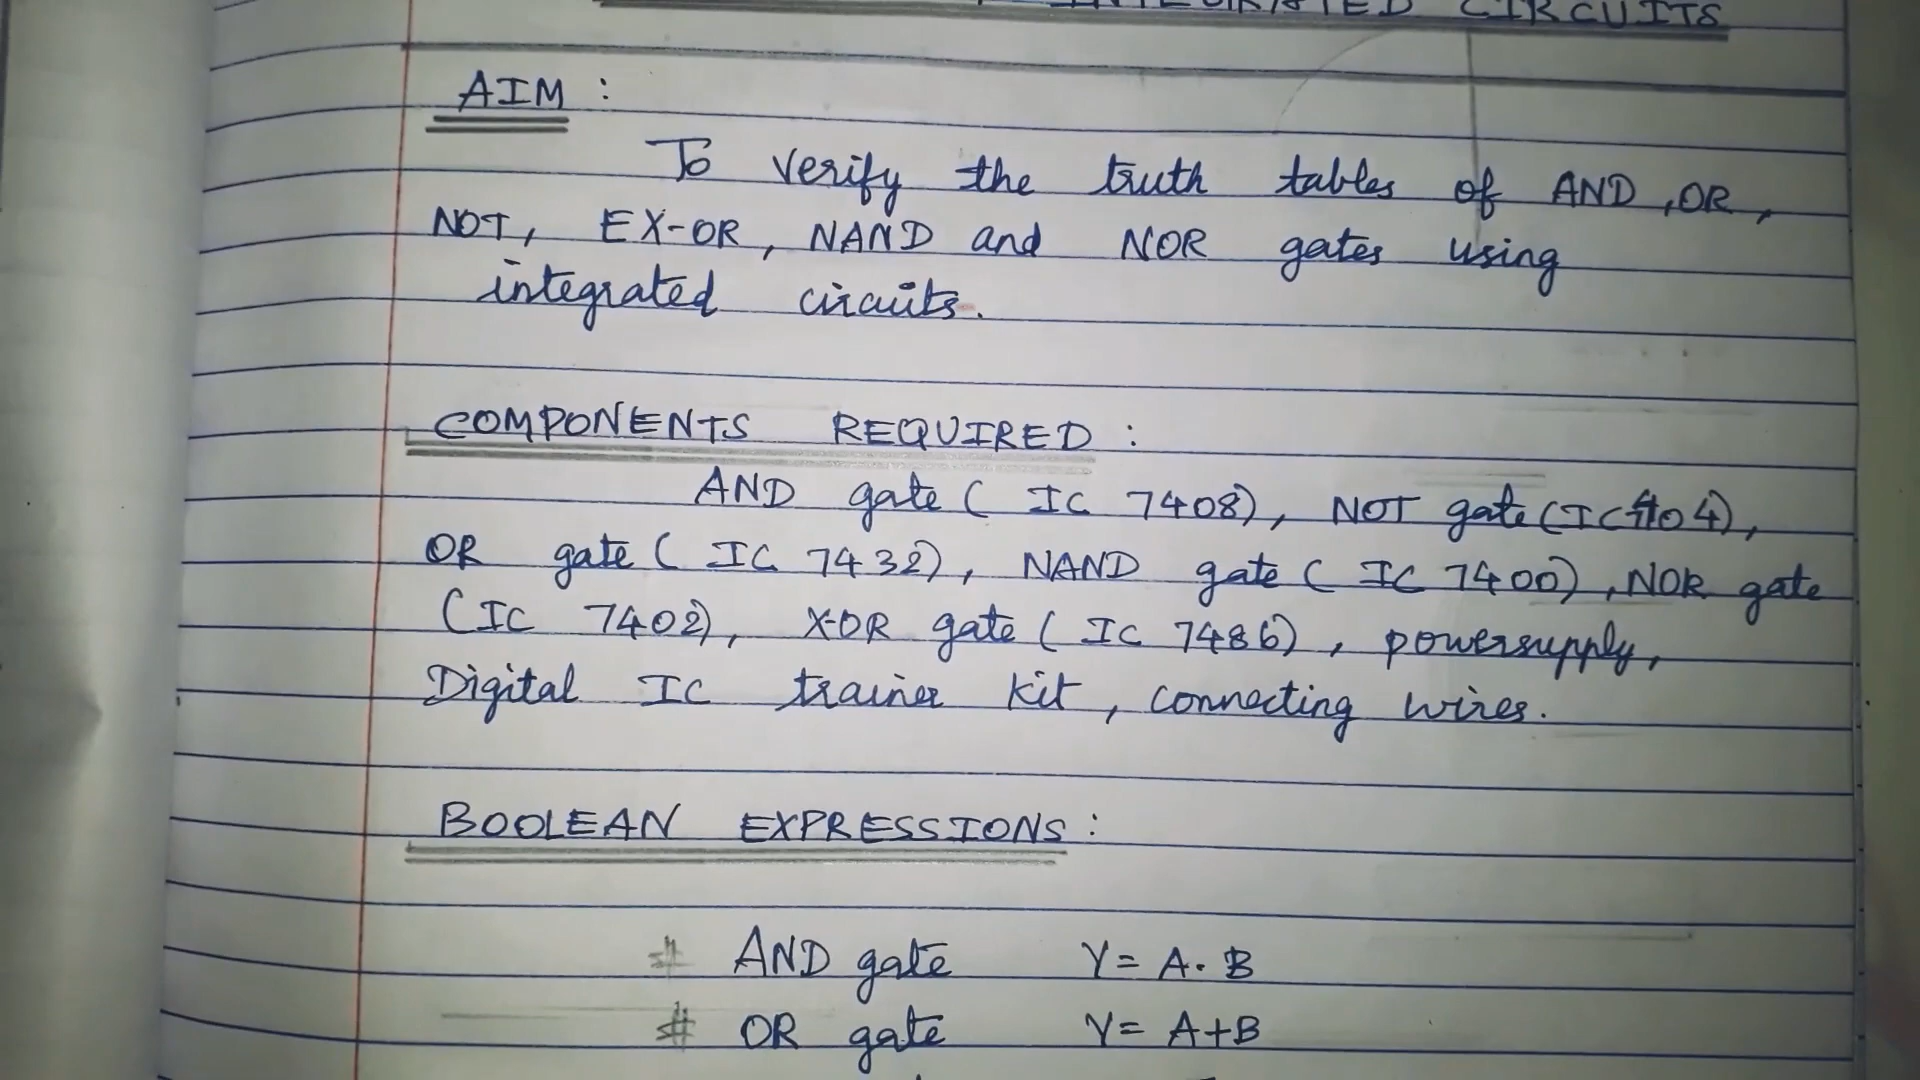 INTEGRATED CIRCUITS
AIM :
To verify the truth tables of AND, OR,
NOT, EX-OR, NAND and NOR gates using
integrated circuits.
COMPONENTS REQUIRED :
AND gate ( IC 7408), NOT gate (IC 7404),
OR gate ( IC 7432), NAND gate ( IC 7400), NOR gate
(IC 7402), X-OR gate ( IC 7486), powersupply,
Digital IC trainer kit, connecting wires.
BOOLEAN EXPRESSIONS :
# AND gate Y = A . B
# OR gate Y = A+B